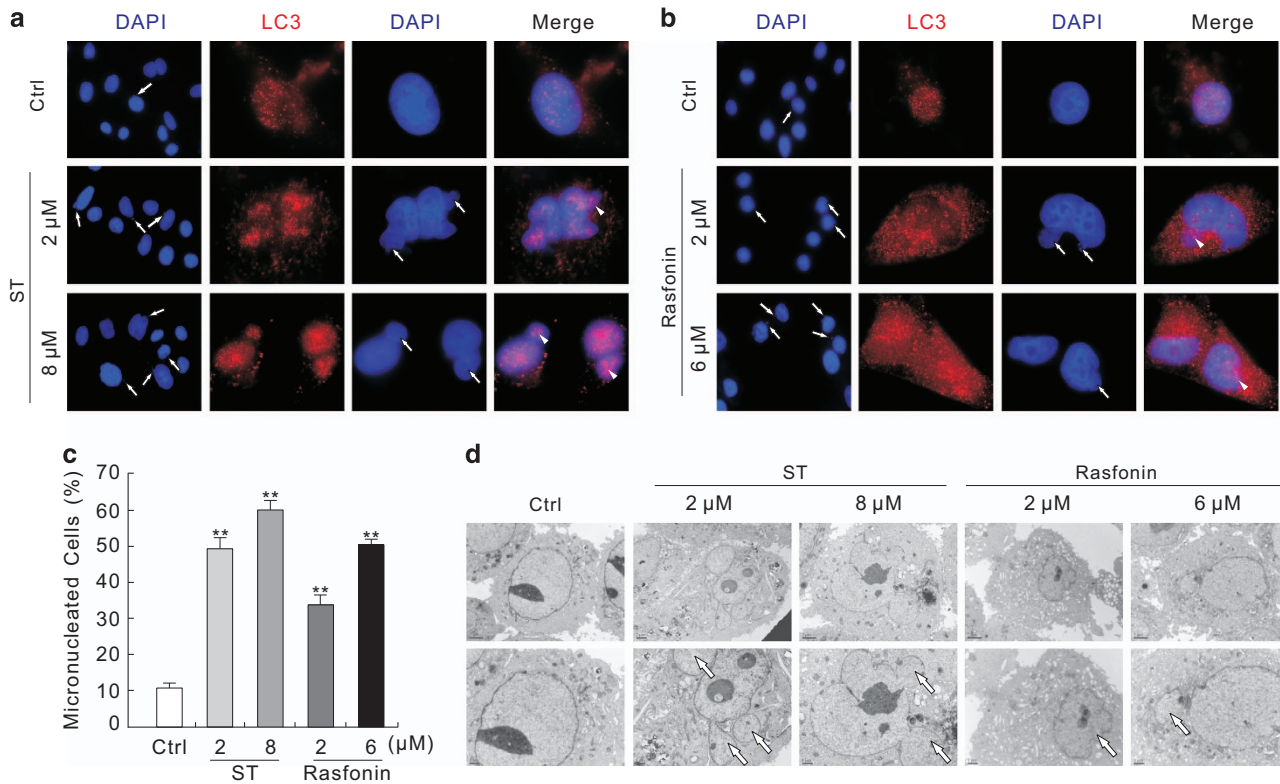 a
DAPI LC3 DAPI Merge
Ctrl
ST
2 µM
8 µM
b
DAPI LC3 DAPI Merge
Ctrl
Rasfonin
2 µM
6 µM
c
Micronucleated Cells (%)
70
60
50
40
30
20
10
0
** ** ** **
Ctrl 2 8 2 6 (µM)
ST Rasfonin
d
ST Rasfonin
Ctrl 2 µM 8 µM 2 µM 6 µM